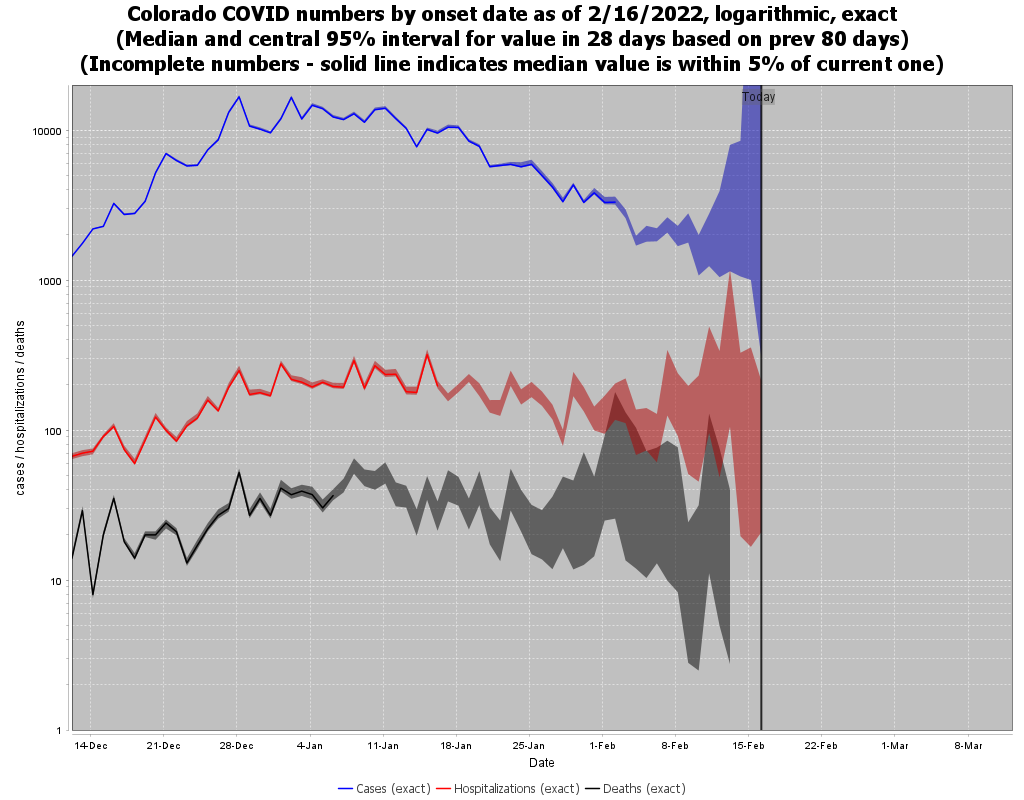 Colorado COVID numbers by onset date as of 2/16/2022, logarithmic, exact
(Median and central 95% interval for value in 28 days based on prev 80 days)
(Incomplete numbers - solid line indicates median value is within 5% of current one)
Today
10000
1000
100
10
1
cases / hospitalizations / deaths
14-Dec 21-Dec 28-Dec 4-Jan 11-Jan 18-Jan 25-Jan 1-Feb 8-Feb 15-Feb 22-Feb 1-Mar 8-Mar
Date
Cases (exact) Hospitalizations (exact) Deaths (exact)